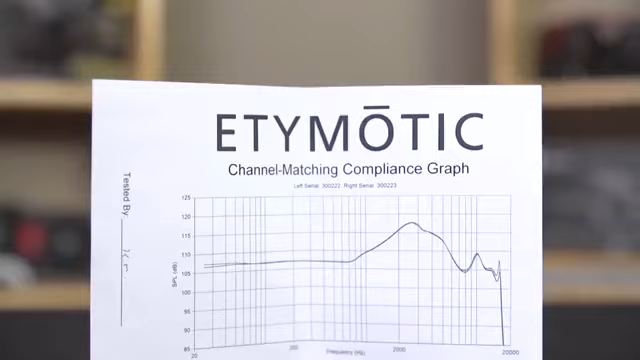 ETYMŌTIC
Channel-Matching Compliance Graph
Left Serial: 300222 Right Serial: 300223
Tested By:
SPL (dB)
125
120
115
110
105
100
95
90
85
20
200
2000
20000
Frequency (Hz)